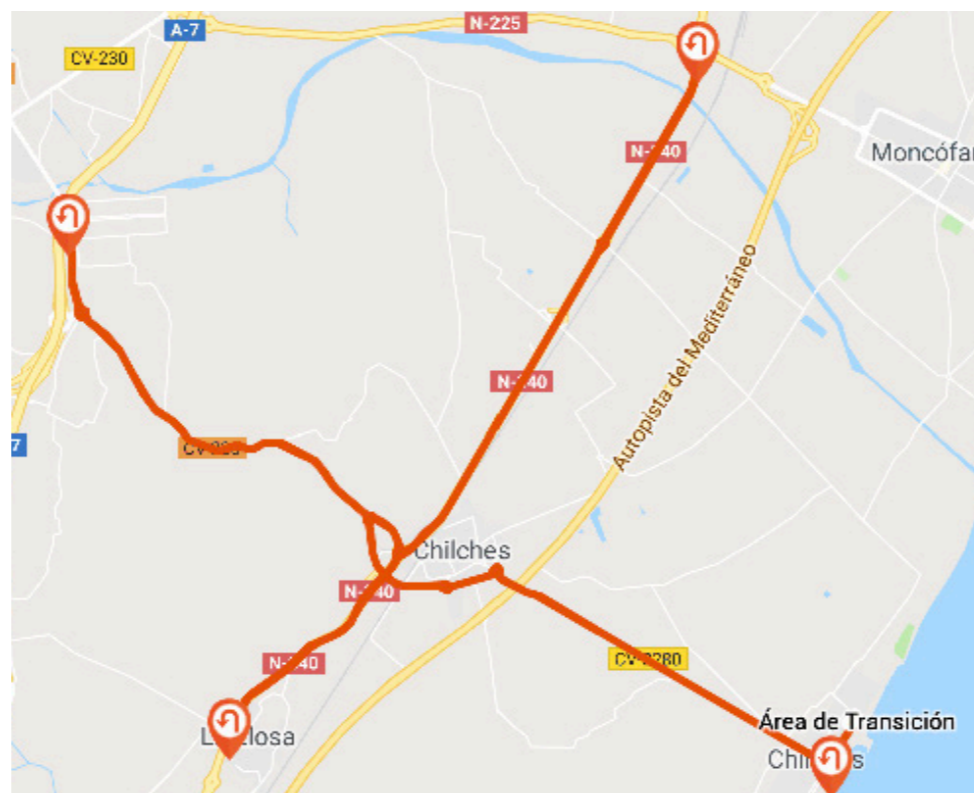 N-225
A-7
CV-230
Moncófar
N-340
Autopista del Mediterráneo
N-340
7
Chilches
N-340
N-340
CV-2280
Área de Transición